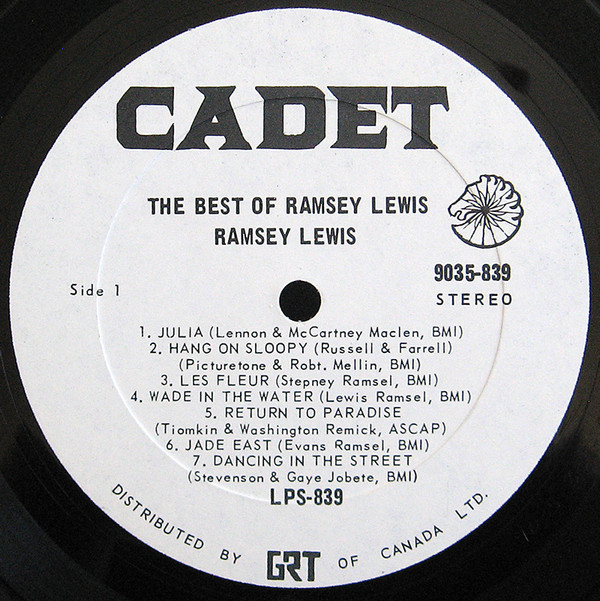 CADET
THE BEST OF RAMSEY LEWIS
RAMSEY LEWIS
9035-839
Side 1
STEREO
1. JULIA (Lennon & McCartney Maclen, BMI)
2. HANG ON SLOOPY (Russell & Farrell)
(Picturetone & Robt. Mellin, BMI)
3. LES FLEUR (Stepney Ramsel, BMI)
4. WADE IN THE WATER (Lewis Ramsel, BMI)
5. RETURN TO PARADISE
(Tiomkin & Washington Remick, ASCAP)
6. JADE EAST (Evans Ramsel, BMI)
7. DANCING IN THE STREET
(Stevenson & Gaye Jobete, BMI)
LPS-839
DISTRIBUTED BY GRT OF CANADA LTD.